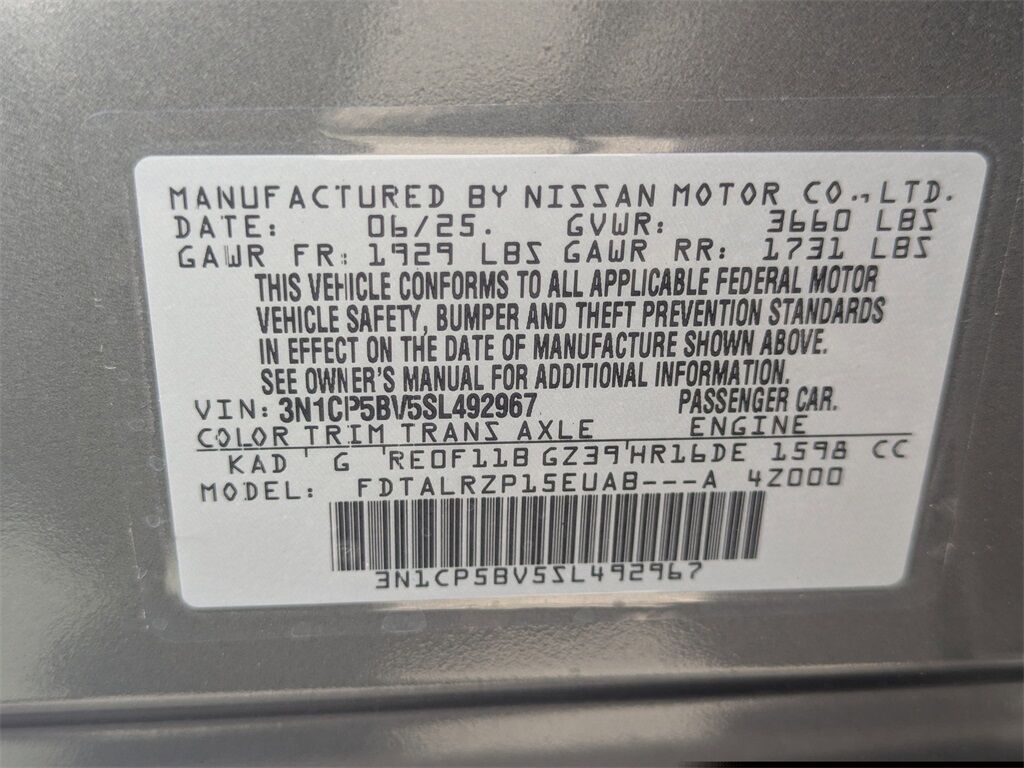 MANUFACTURED BY NISSAN MOTOR CO.,LTD.
DATE: 06/25. GVWR: 3660 LBS
GAWR FR: 1929 LBS GAWR RR: 1731 LBS
THIS VEHICLE CONFORMS TO ALL APPLICABLE FEDERAL MOTOR
VEHICLE SAFETY, BUMPER AND THEFT PREVENTION STANDARDS
IN EFFECT ON THE DATE OF MANUFACTURE SHOWN ABOVE.
SEE OWNER'S MANUAL FOR ADDITIONAL INFORMATION.
VIN: 3N1CP5BV5SL492967 PASSENGER CAR.
COLOR TRIM TRANS AXLE ENGINE
KAD G RE0F11B GZ39 HR16DE 1598 CC
MODEL: FDTALRZP15EUAB---A 4Z000
3N1CP5BV5SL492967